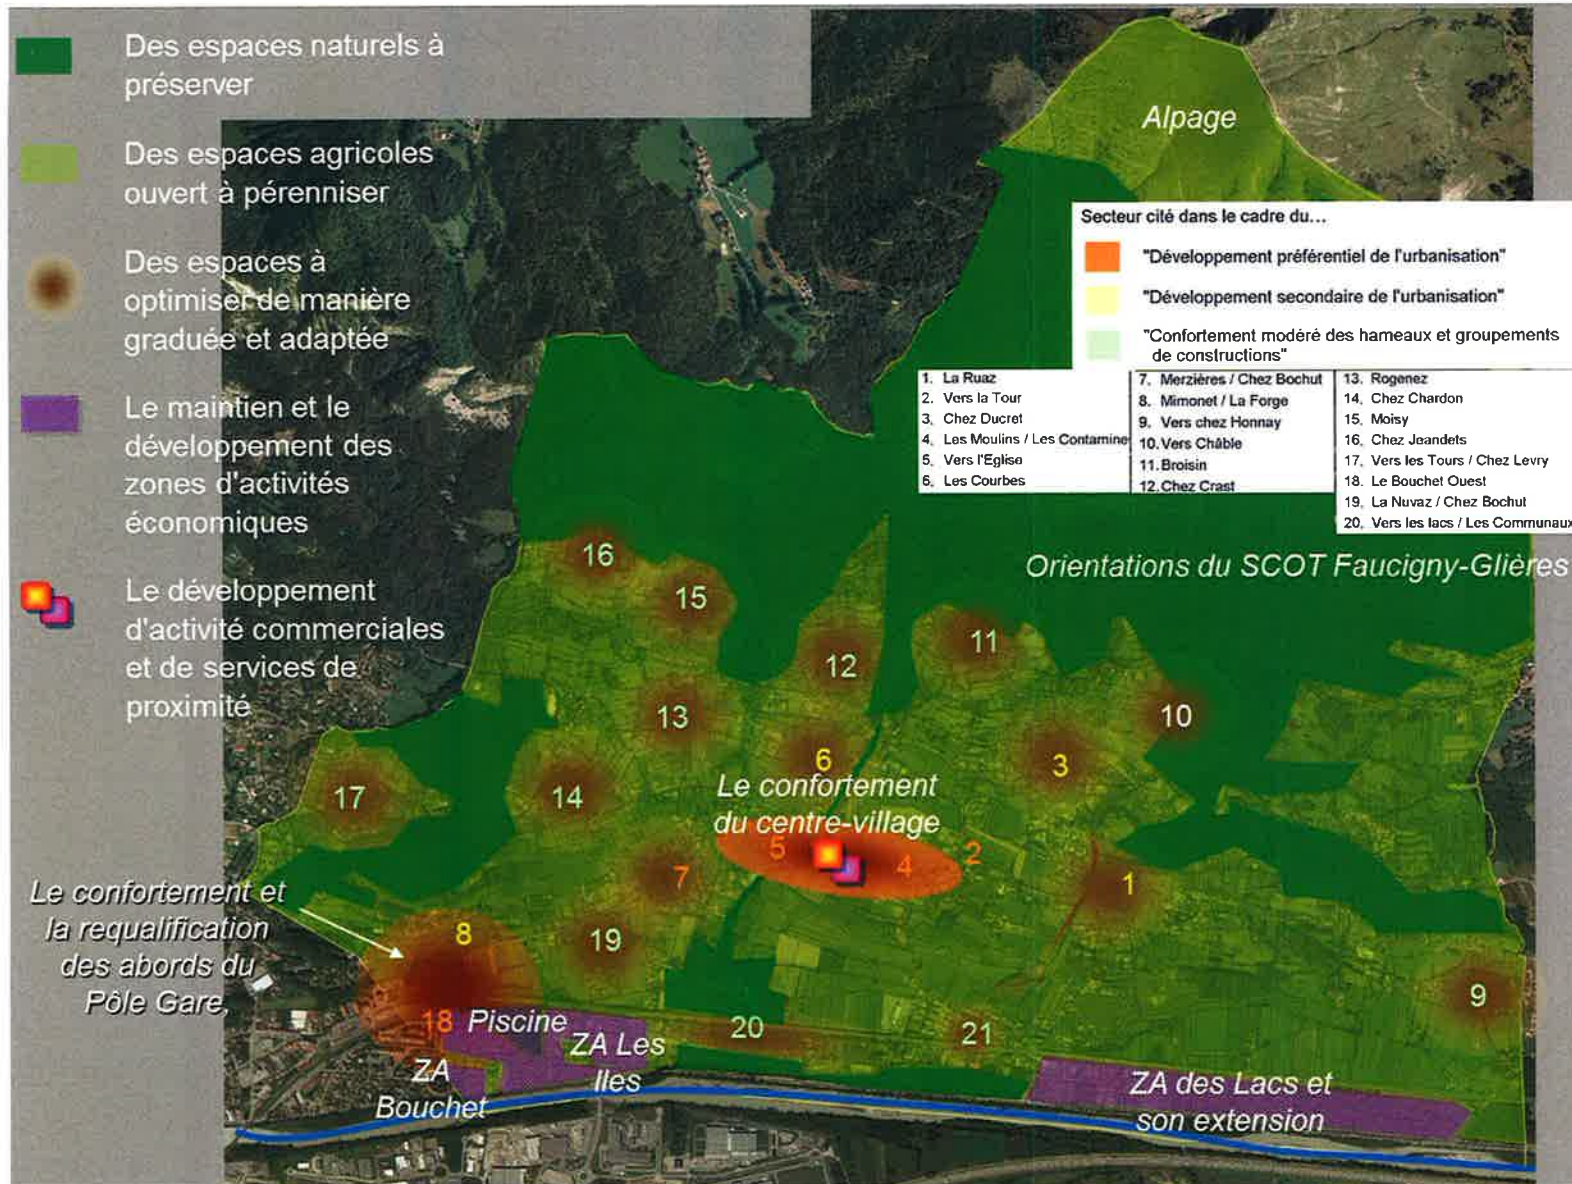 Des espaces naturels à
préserver
Des espaces agricoles
ouvert à pérenniser
Des espaces à
optimiser de manière
graduée et adaptée
Le maintien et le
développement des
zones d'activités
économiques
Le développement
d'activité commerciales
et de services de
proximité
Alpage
Secteur cité dans le cadre du...
"Développement préférentiel de l'urbanisation"
"Développement secondaire de l'urbanisation"
"Confortement modéré des hameaux et groupements
de constructions"
1. La Ruaz
2. Vers la Tour
3. Chez Ducret
4. Les Moulins / Les Contamine
5. Vers l'Eglise
6. Les Courbes
7. Merzières / Chez Bochut
8. Mimonet / La Forge
9. Vers chez Honnay
10. Vers Châble
11. Broisin
12. Chez Crast
13. Rogenez
14. Chez Chardon
15. Moisy
16. Chez Jeandets
17. Vers les Tours / Chez Levry
18. Le Bouchet Ouest
19. La Nuvaz / Chez Bochut
20. Vers les lacs / Les Communaux
Orientations du SCOT Faucigny-Glières
16
15
11
12
13
10
6
3
17
14
Le confortement
du centre-village
5
4
2
7
1
Le confortement et
la requalification
des abords du
Pôle Gare,
8
19
9
18
Piscine
20
21
ZA Les
Iles
ZA
Bouchet
ZA des Lacs et
son extension